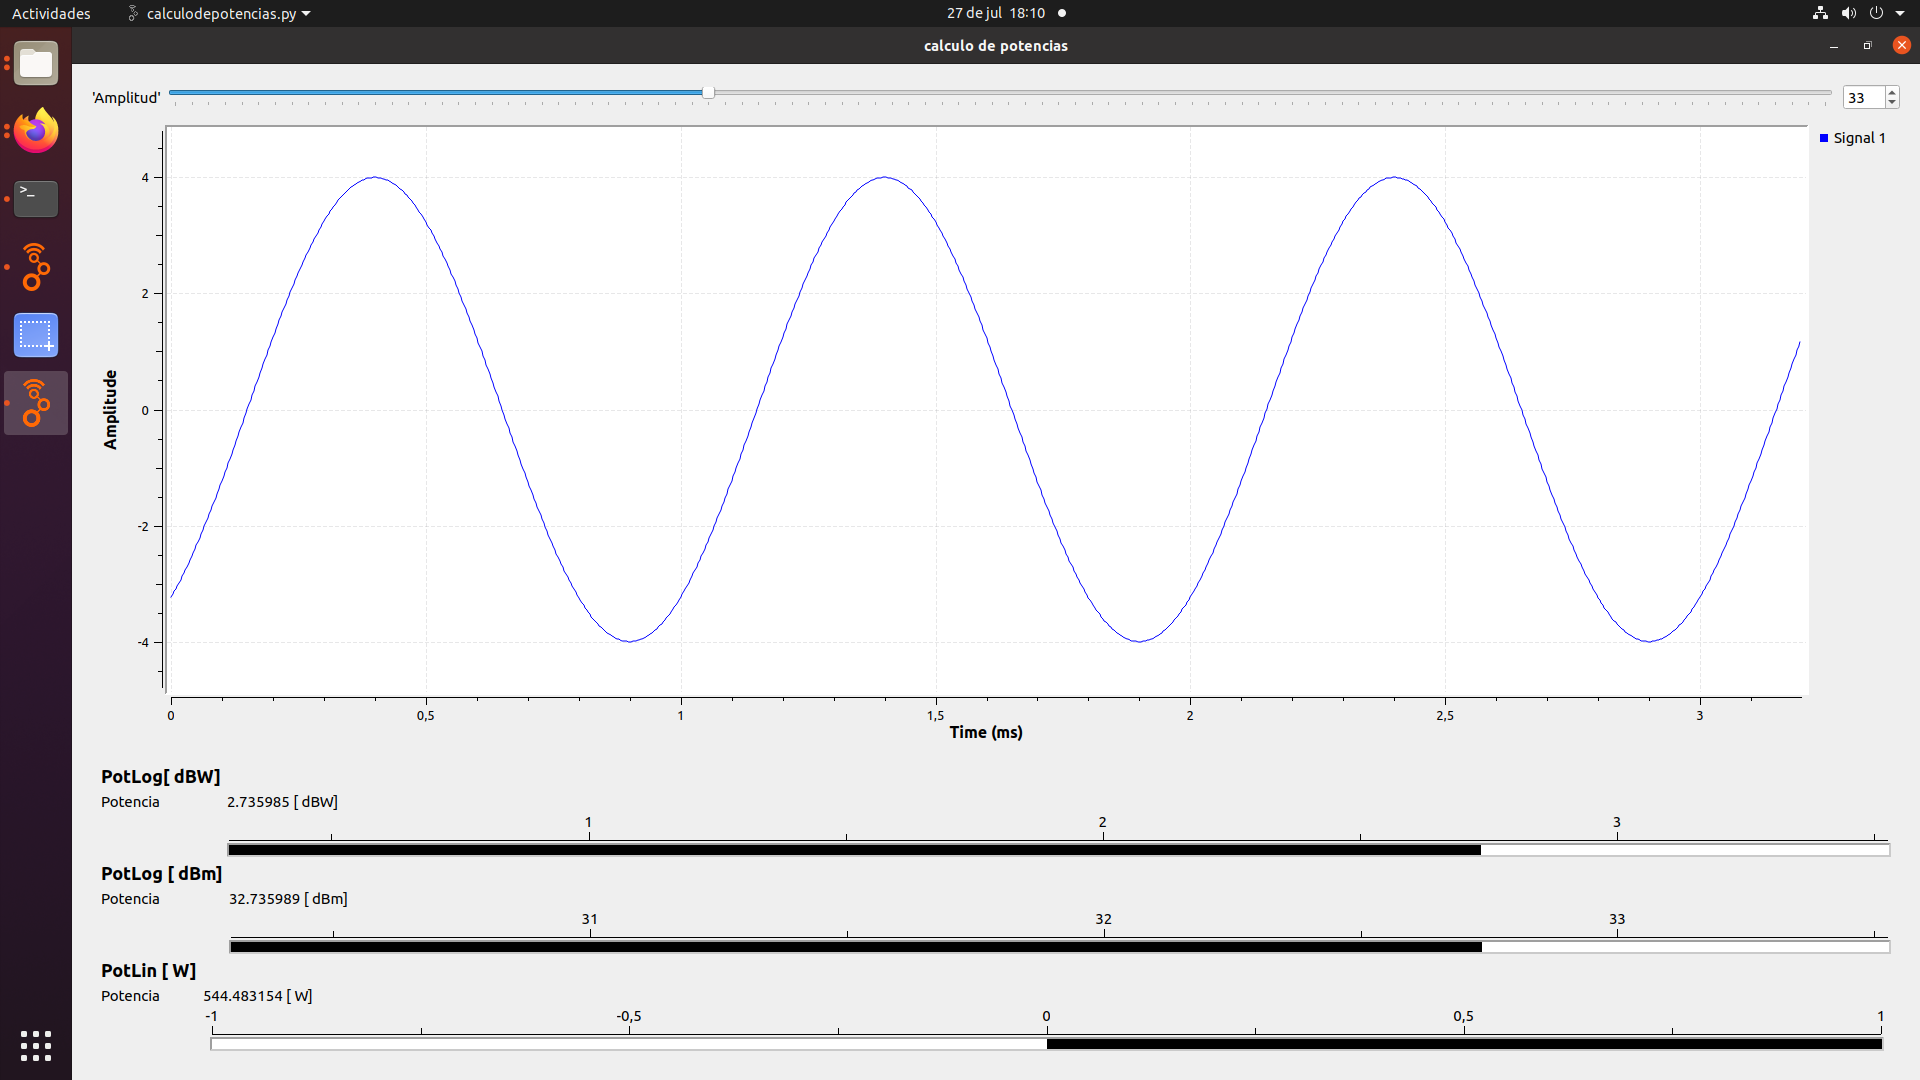 Actividades
calculodepotencias.py
27 de jul 18:10
calculo de potencias
'Amplitud'
33
Signal 1
4
2
0
-2
-4
Amplitude
0
0,5
1
1,5
2
2,5
3
Time (ms)
PotLog[ dBW]
Potencia 2.735985 [ dBW]
1 2 3
PotLog [ dBm]
Potencia 32.735989 [ dBm]
31 32 33
PotLin [ W]
Potencia 544.483154 [ W]
-1 -0,5 0 0,5 1